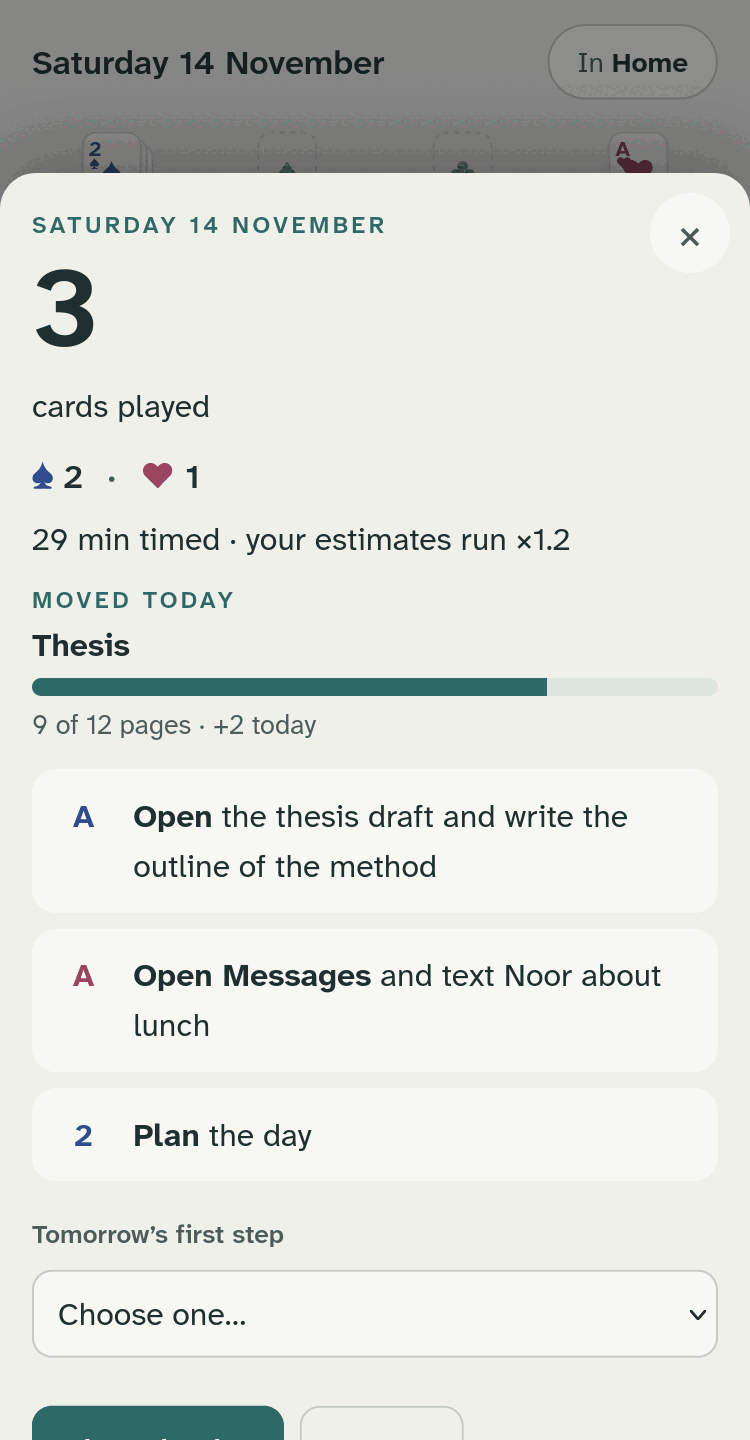 Saturday 14 November
In Home
2
A
SATURDAY 14 NOVEMBER
×
3
cards played
2 · 1
29 min timed · your estimates run ×1.2
MOVED TODAY
Thesis
9 of 12 pages · +2 today
A Open the thesis draft and write the
outline of the method
A Open Messages and text Noor about
lunch
2 Plan the day
Tomorrow’s first step
Choose one...